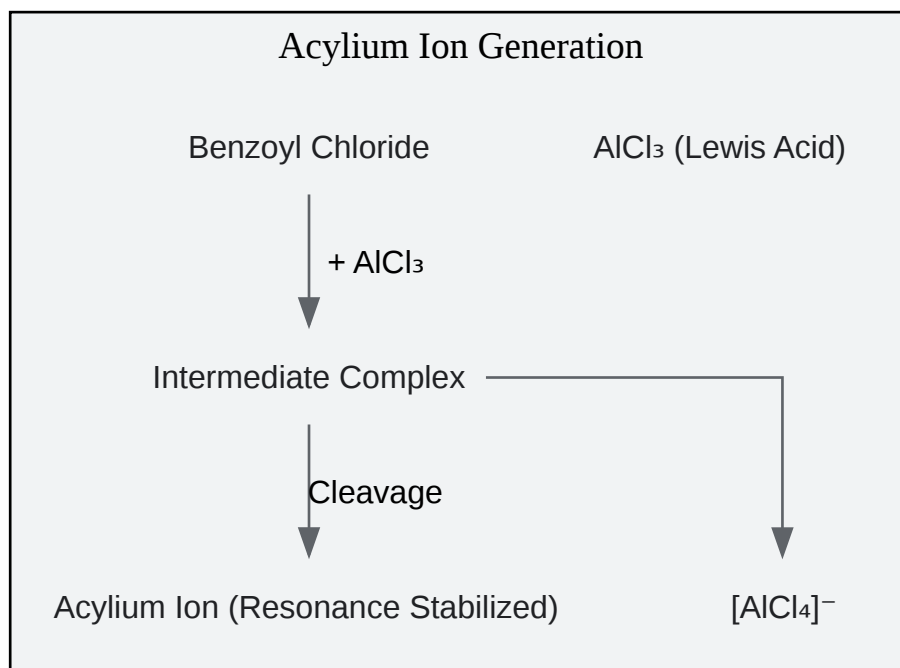 Acylium Ion Generation
Benzoyl Chloride
AlCl₃ (Lewis Acid)
+ AlCl₃
Intermediate Complex
Cleavage
Acylium Ion (Resonance Stabilized)
[AlCl₄]⁻